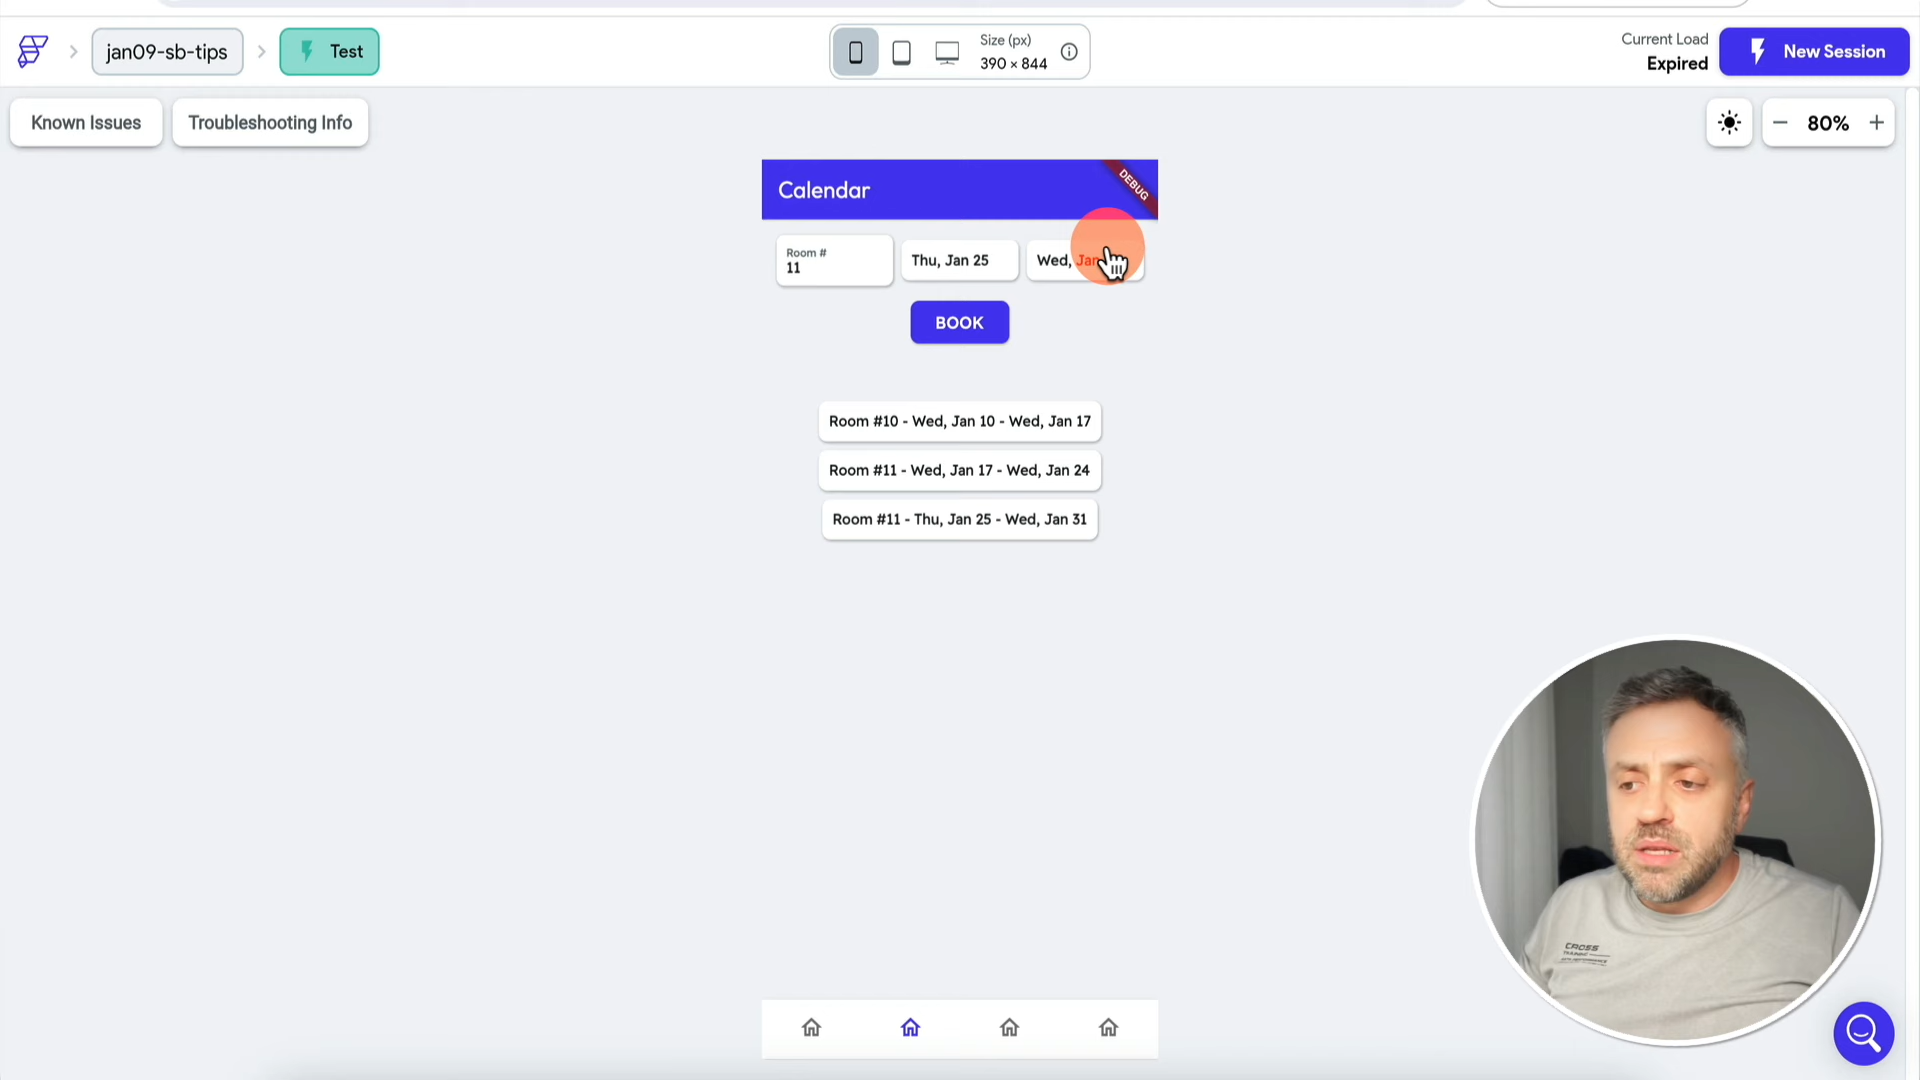 jan09-sb-tips
Test
Size (px)
390 × 844
Current Load
Expired
New Session
Known Issues
Troubleshooting Info
80%
Calendar
DEBUG
Room #
11
Thu, Jan 25
Wed, Jan
BOOK
Room #10 - Wed, Jan 10 - Wed, Jan 17
Room #11 - Wed, Jan 17 - Wed, Jan 24
Room #11 - Thu, Jan 25 - Wed, Jan 31
CROSS